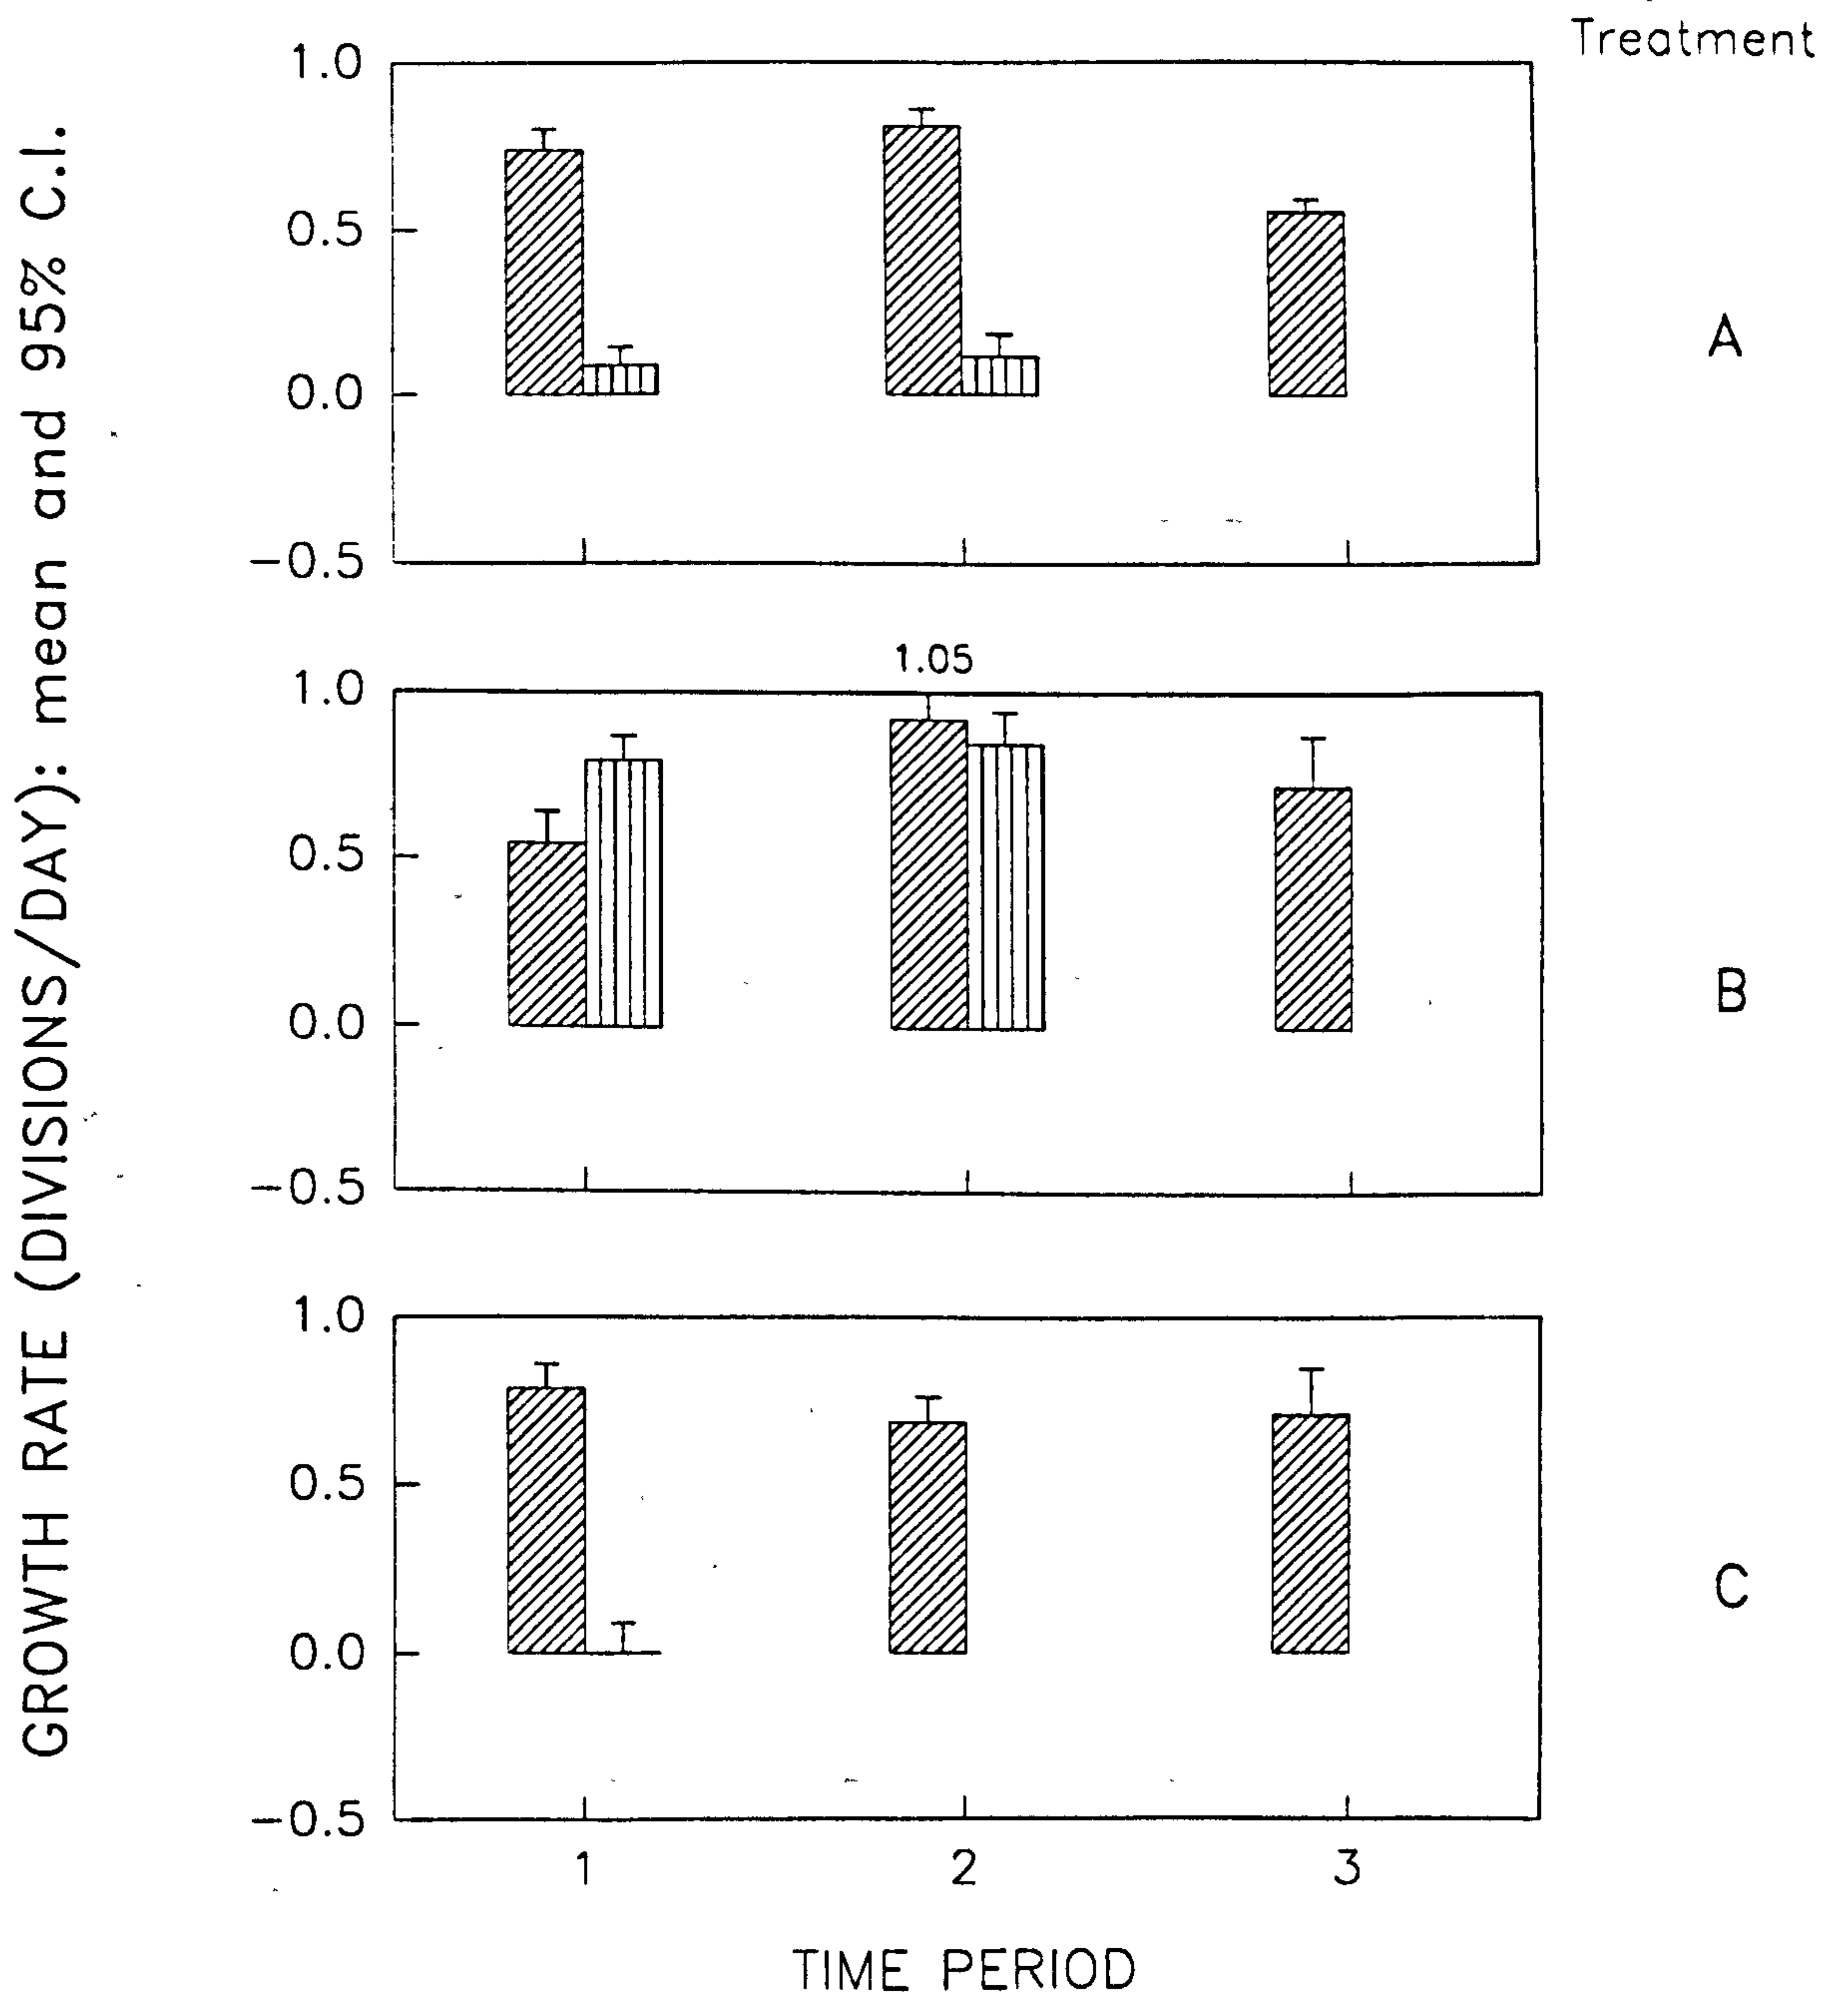 Treatment
GROWTH RATE (DIVISIONS/DAY): mean and 95% C.I.
1.0
0.5
0.0
−0.5
A
1.05
1.0
0.5
0.0
−0.5
B
1.0
0.5
0.0
−0.5
C
1 2 3
TIME PERIOD